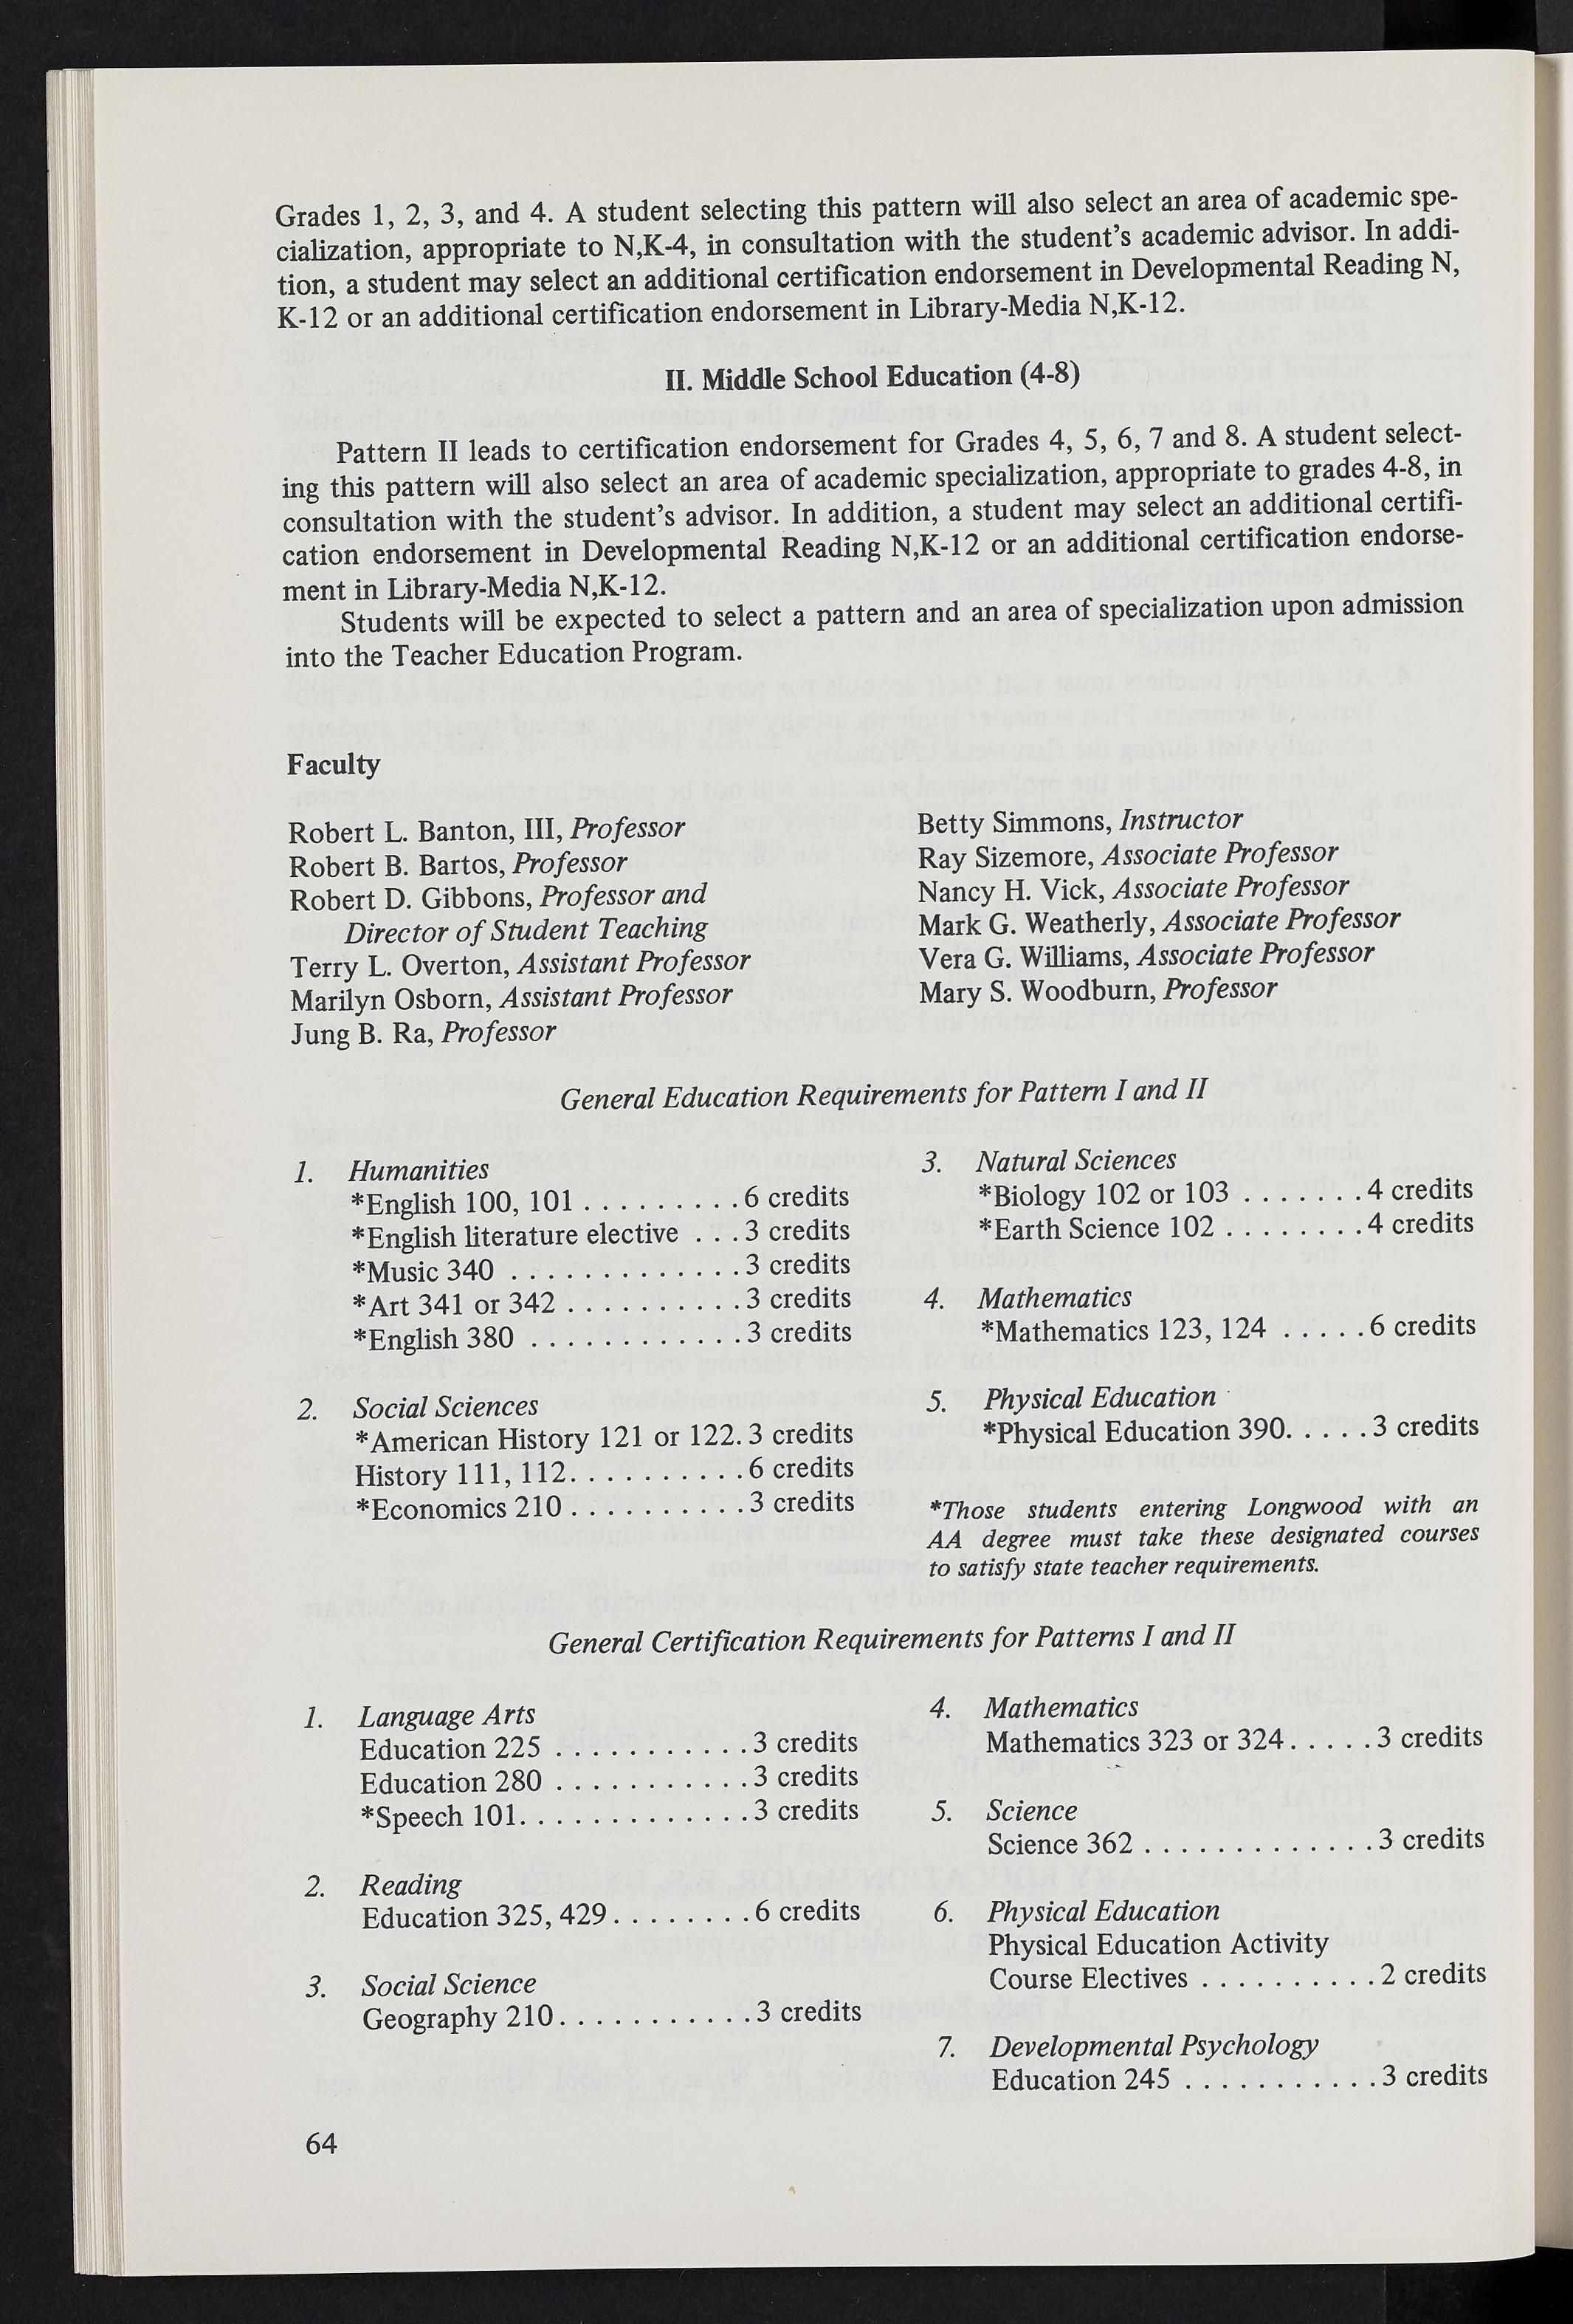 Grades 1, 2, 3, and 4. A student selecting this pattern will also select an area of academic spe-
cialization, appropriate to N,K-4, in consultation with the student's academic advisor. In addi-
tion, a student may select an additional certification endorsement in Developmental Reading N,
K-12 or an additional certification endorsement in Library-Media N,K-12.
II. Middle School Education (4-8)
Pattern II leads to certification endorsement for Grades 4, 5, 6, 7 and 8. A student select-
ing this pattern will also select an area of academic specialization, appropriate to grades 4-8, in
consultation with the student's advisor. In addition, a student may select an additional certifi-
cation endorsement in Developmental Reading N,K-12 or an additional certification endorse-
ment in Library-Media N,K-12.
Students will be expected to select a pattern and an area of specialization upon admission
into the Teacher Education Program.
Faculty
Robert L. Banton, III, Professor
Robert B. Bartos, Professor
Robert D. Gibbons, Professor and
Director of Student Teaching
Terry L. Overton, Assistant Professor
Marilyn Osborn, Assistant Professor
Jung B. Ra, Professor
Betty Simmons, Instructor
Ray Sizemore, Associate Professor
Nancy H. Vick, Associate Professor
Mark G. Weatherly, Associate Professor
Vera G. Williams, Associate Professor
Mary S. Woodburn, Professor
General Education Requirements for Pattern I and II
1. Humanities
*English 100, 101 . . . . . . . . . 6 credits
*English literature elective . . . 3 credits
*Music 340 . . . . . . . . . . . . . 3 credits
*Art 341 or 342 . . . . . . . . . . 3 credits
*English 380 . . . . . . . . . . . . 3 credits
2. Social Sciences
*American History 121 or 122. 3 credits
History 111, 112. . . . . . . . . . 6 credits
*Economics 210 . . . . . . . . . . 3 credits
3. Natural Sciences
*Biology 102 or 103 . . . . . . . 4 credits
*Earth Science 102 . . . . . . . . 4 credits
4. Mathematics
*Mathematics 123, 124 . . . . . 6 credits
5. Physical Education
*Physical Education 390. . . . . 3 credits
*Those students entering Longwood with an
AA degree must take these designated courses
to satisfy state teacher requirements.
General Certification Requirements for Patterns I and II
1. Language Arts
Education 225 . . . . . . . . . . . 3 credits
Education 280 . . . . . . . . . . . 3 credits
*Speech 101. . . . . . . . . . . . . 3 credits
2. Reading
Education 325, 429. . . . . . . . 6 credits
3. Social Science
Geography 210. . . . . . . . . . . 3 credits
4. Mathematics
Mathematics 323 or 324. . . . . 3 credits
5. Science
Science 362 . . . . . . . . . . . . . 3 credits
6. Physical Education
Physical Education Activity
Course Electives . . . . . . . . . . 2 credits
7. Developmental Psychology
Education 245 . . . . . . . . . . . 3 credits
64